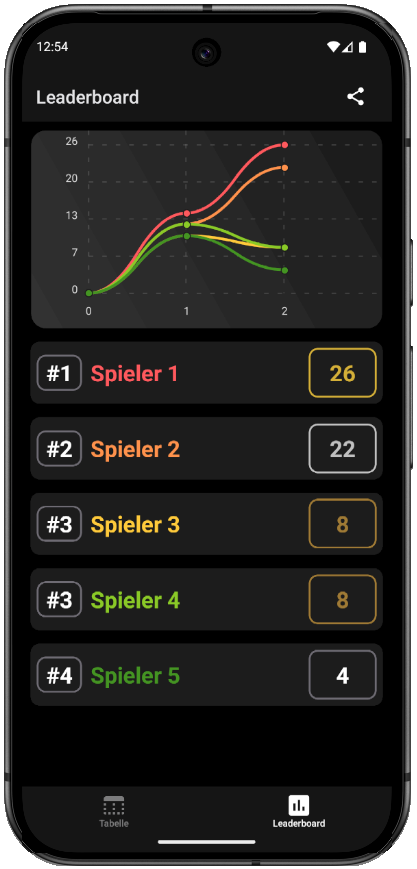 12:54
Leaderboard
26
20
13
7
0
0 1 2
#1 Spieler 1 26
#2 Spieler 2 22
#3 Spieler 3 8
#3 Spieler 4 8
#4 Spieler 5 4
Tabelle Leaderboard